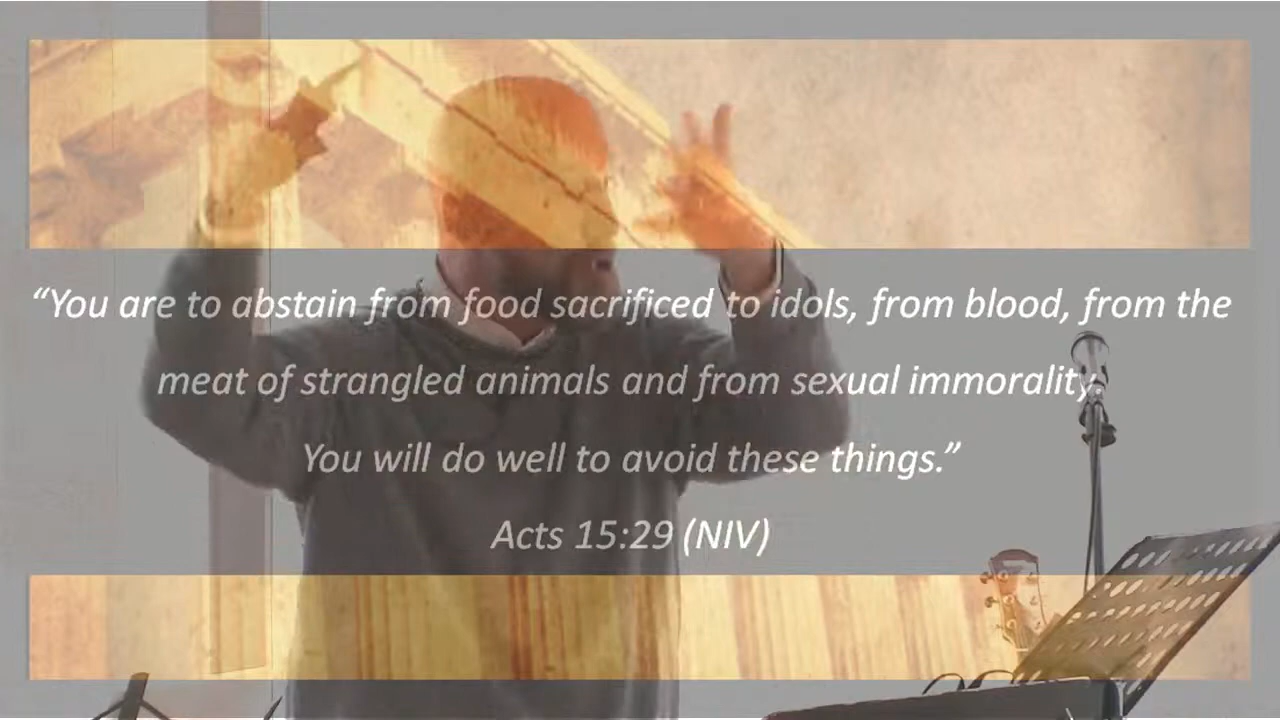 “You are to abstain from food sacrificed to idols, from blood, from the
meat of strangled animals and from sexual immorality.
You will do well to avoid these things.”
Acts 15:29 (NIV)